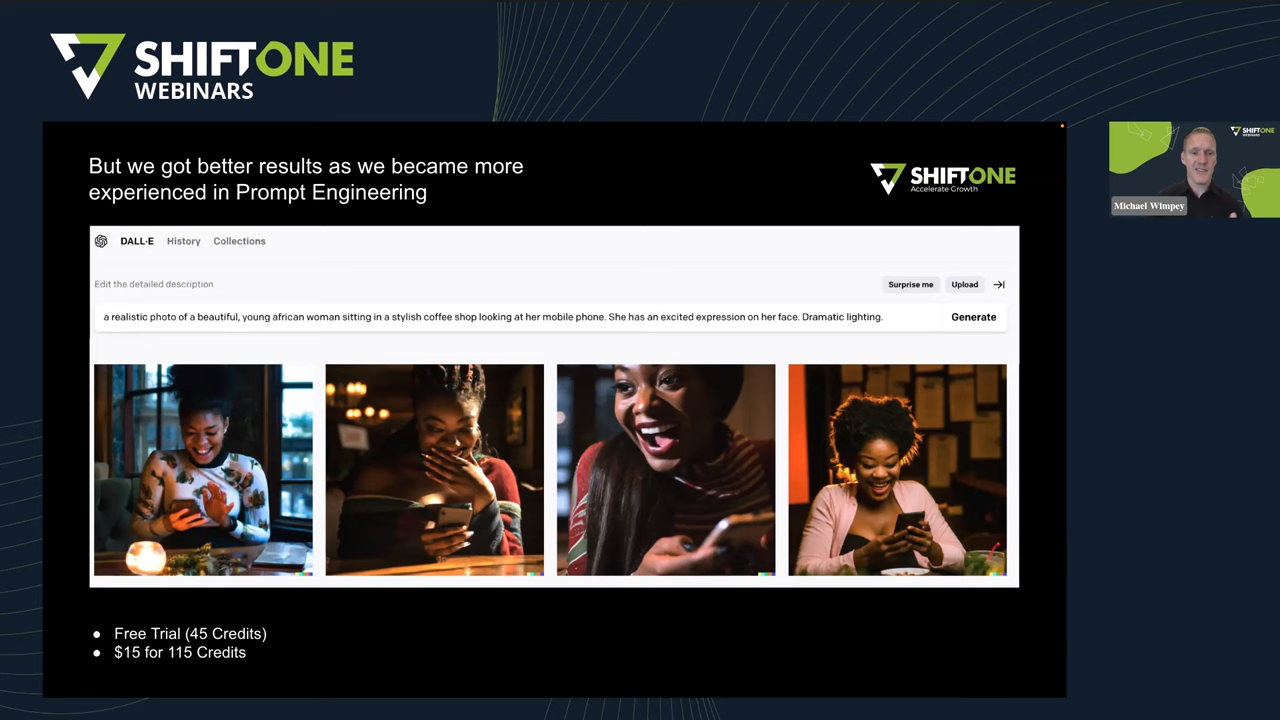 SHIFTONE
WEBINARS
But we got better results as we became more
experienced in Prompt Engineering
SHIFTONE
Accelerate Growth
SHIFTONE
WEBINARS
Michael Wimpey
DALL·E History Collections
Edit the detailed description
Surprise me Upload
a realistic photo of a beautiful, young african woman sitting in a stylish coffee shop looking at her mobile phone. She has an excited expression on her face. Dramatic lighting.
Generate
● Free Trial (45 Credits)
● $15 for 115 Credits